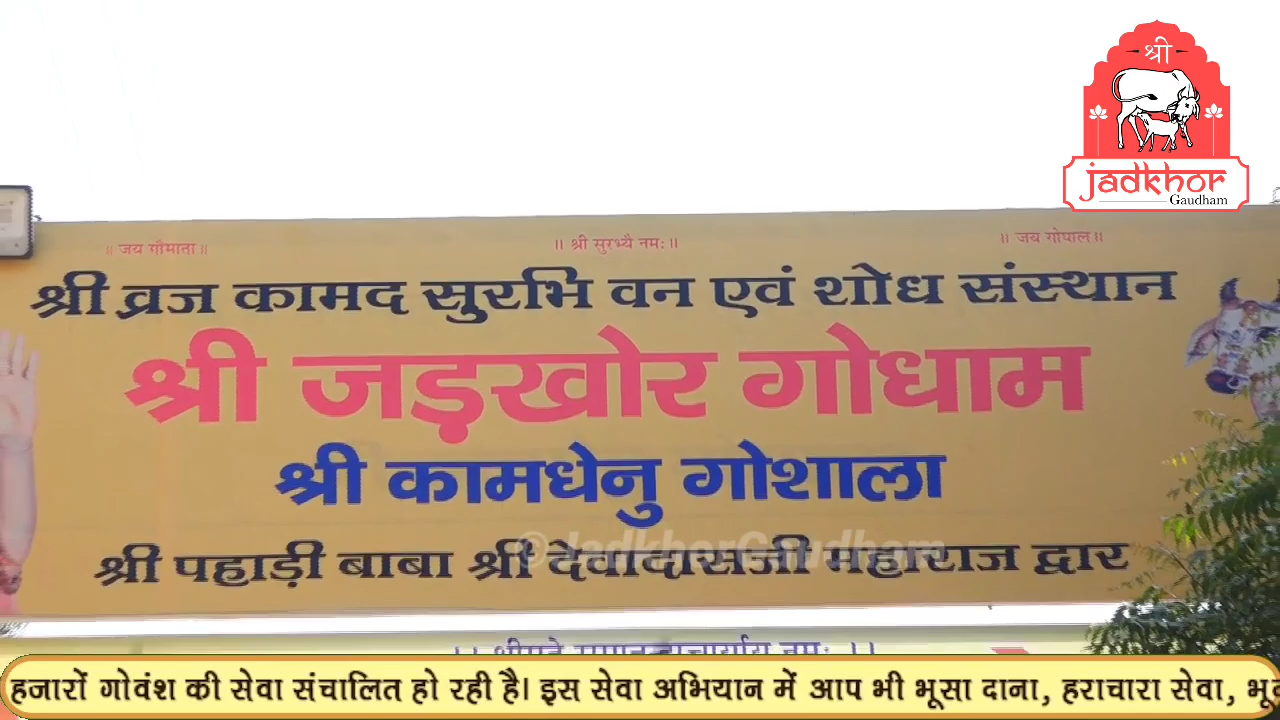 श्री
jadkhor
Gaudham
॥ जय गौमाता ॥
॥ श्री सुरभ्यै नमः ॥
॥ जय गोपाल ॥
श्री व्रज कामद सुरभि वन एवं शोध संस्थान
श्री जड़खोर गोधाम
श्री कामधेनु गोशाला
©JadkhorGaudham
श्री पहाड़ी बाबा श्री देवादासजी महाराज द्वार
हजारों गोवंश की सेवा संचालित हो रही है। इस सेवा अभियान में आप भी भूसा दाना, हराचारा सेवा,